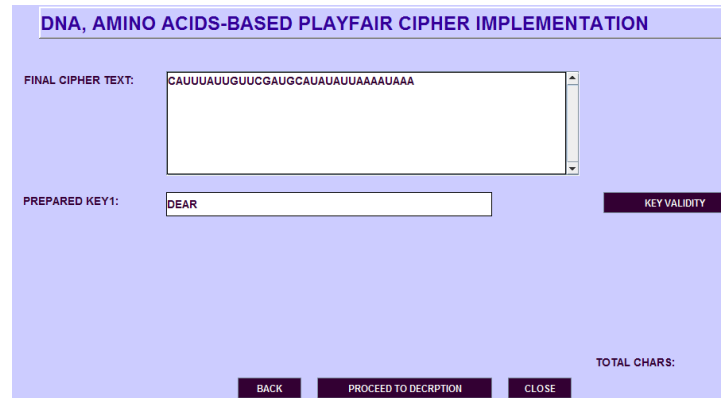 DNA, AMINO ACIDS-BASED PLAYFAIR CIPHER IMPLEMENTATION
FINAL CIPHER TEXT:
CAUUUAUUGUUCGAUGCAUAUAUUAAAAUAAA
PREPARED KEY1:
DEAR
KEY VALIDITY
TOTAL CHARS:
BACK
PROCEED TO DECRPTION
CLOSE